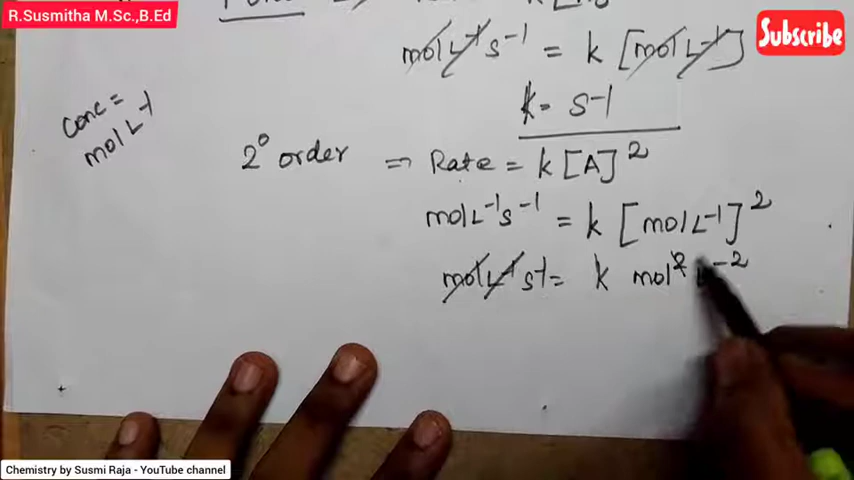 R.Susmitha M.Sc.,B.Ed
Subscribe
mol L⁻¹ s⁻¹ = k [mol L⁻¹]
k = s⁻¹
Conc =
mol L⁻¹
2° order ⇒ Rate = k [A]²
mol L⁻¹ s⁻¹ = k [mol L⁻¹]²
mol L⁻¹ s⁻¹ = k mol² L⁻²
Chemistry by Susmi Raja - YouTube channel